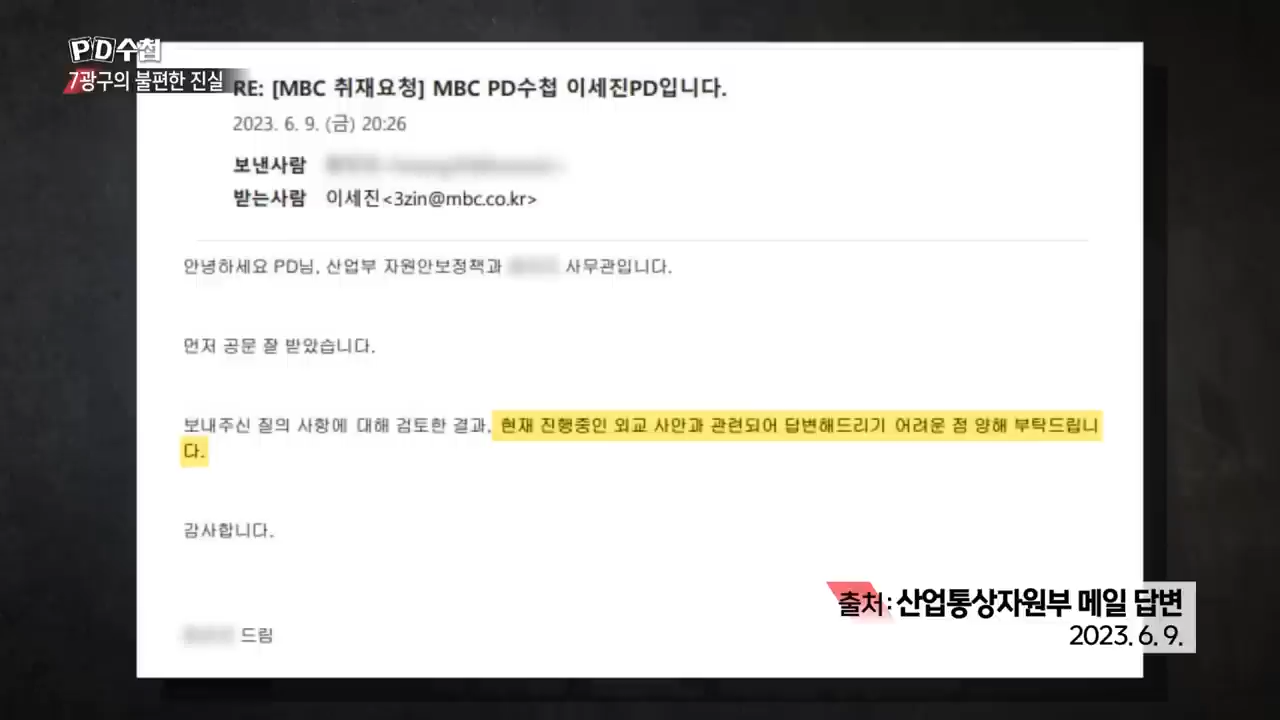 PD수첩
7광구의 불편한 진실
RE: [MBC 취재요청] MBC PD수첩 이세진PD입니다.
2023. 6. 9. (금) 20:26
보낸사람
받는사람 이세진<3zin@mbc.co.kr>
안녕하세요 PD님, 산업부 자원안보정책과 사무관입니다.
먼저 공문 잘 받았습니다.
보내주신 질의 사항에 대해 검토한 결과, 현재 진행중인 외교 사안과 관련되어 답변해드리기 어려운 점 양해 부탁드립니
다.
감사합니다.
드림
출처: 산업통상자원부 메일 답변
2023. 6. 9.